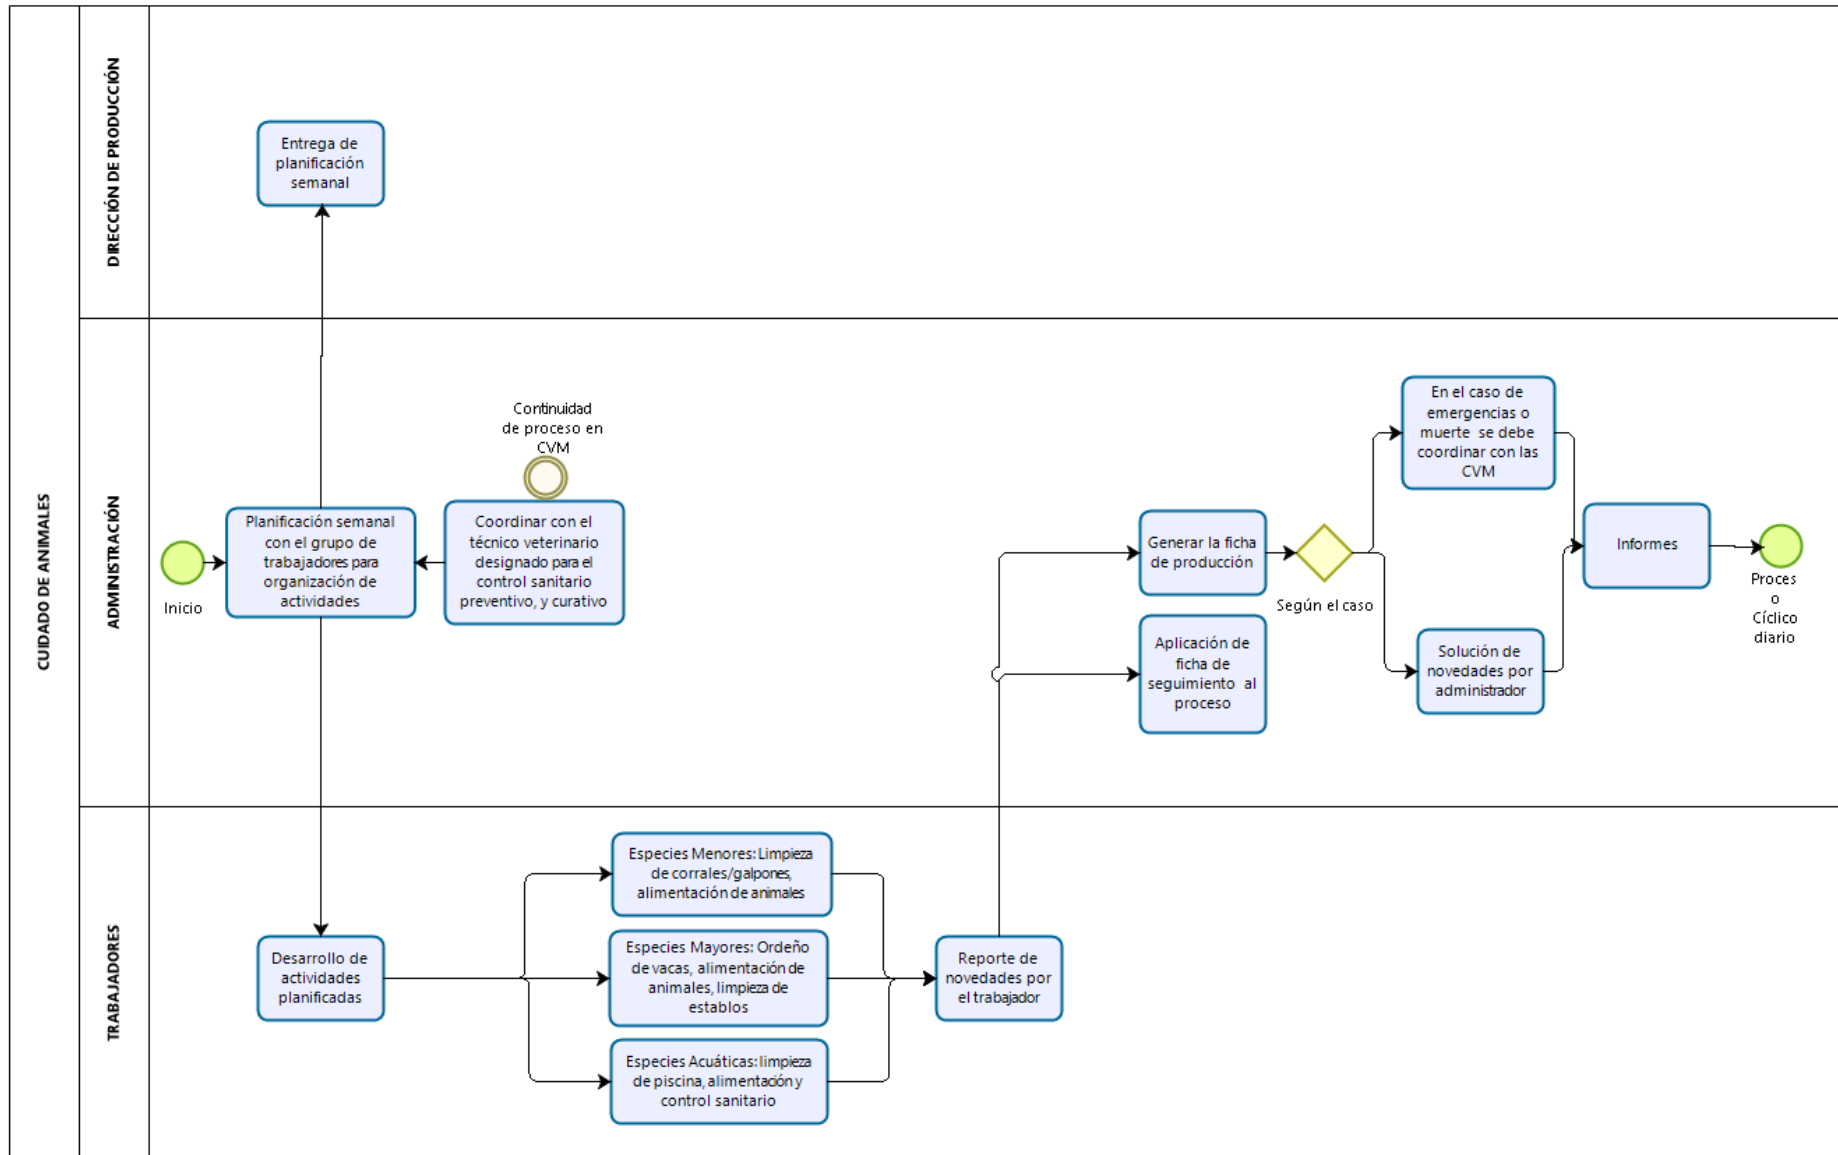 CUIDADO DE ANIMALES
DIRECCIÓN DE PRODUCCIÓN
Entrega de
planificación
semanal
ADMINISTRACIÓN
Inicio
Planificación semanal
con el grupo de
trabajadores para
organización de
actividades
Continuidad
de proceso en
CVM
Coordinar con el
técnico veterinario
designado para el
control sanitario
preventivo, y curativo
Generar la ficha
de producción
Aplicación de
ficha de
seguimiento al
proceso
Según el caso
En el caso de
emergencias o
muerte se debe
coordinar con las
CVM
Solución de
novedades por
administrador
Informes
Proces
o
Cíclico
diario
TRABAJADORES
Desarrollo de
actividades
planificadas
Especies Menores: Limpieza
de corrales/galpones,
alimentación de animales
Especies Mayores: Ordeño
de vacas, alimentación de
animales, limpieza de
establos
Especies Acuáticas: limpieza
de piscina, alimentación y
control sanitario
Reporte de
novedades por
el trabajador